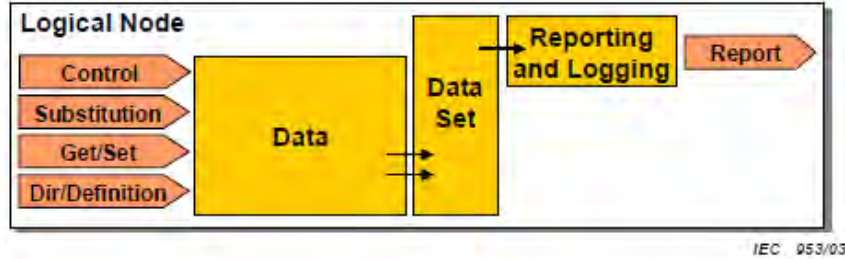 Logical Node
Control
Substitution
Get/Set
Dir/Definition
Data
Data
Set
Reporting
and Logging
Report
IEC 953/03